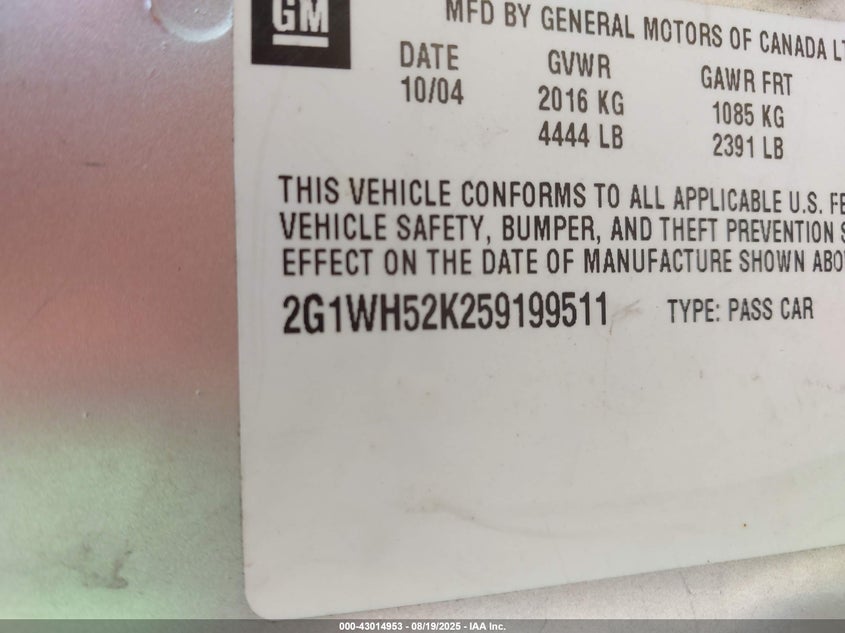 GM
MFD BY GENERAL MOTORS OF CANADA LT
DATE GVWR GAWR FRT
10/04 2016 KG 1085 KG
4444 LB 2391 LB
THIS VEHICLE CONFORMS TO ALL APPLICABLE U.S. FE
VEHICLE SAFETY, BUMPER, AND THEFT PREVENTION S
EFFECT ON THE DATE OF MANUFACTURE SHOWN ABO
2G1WH52K259199511 TYPE: PASS CAR
000-43014953 - 08/19/2025 - IAA Inc.